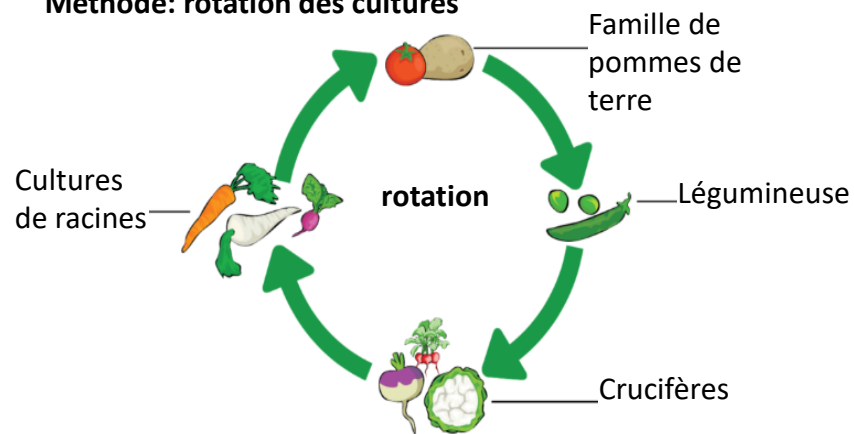 Méthode: rotation des cultures
Famille de
pommes de
terre
Cultures
de racines
rotation
Légumineuse
Crucifères